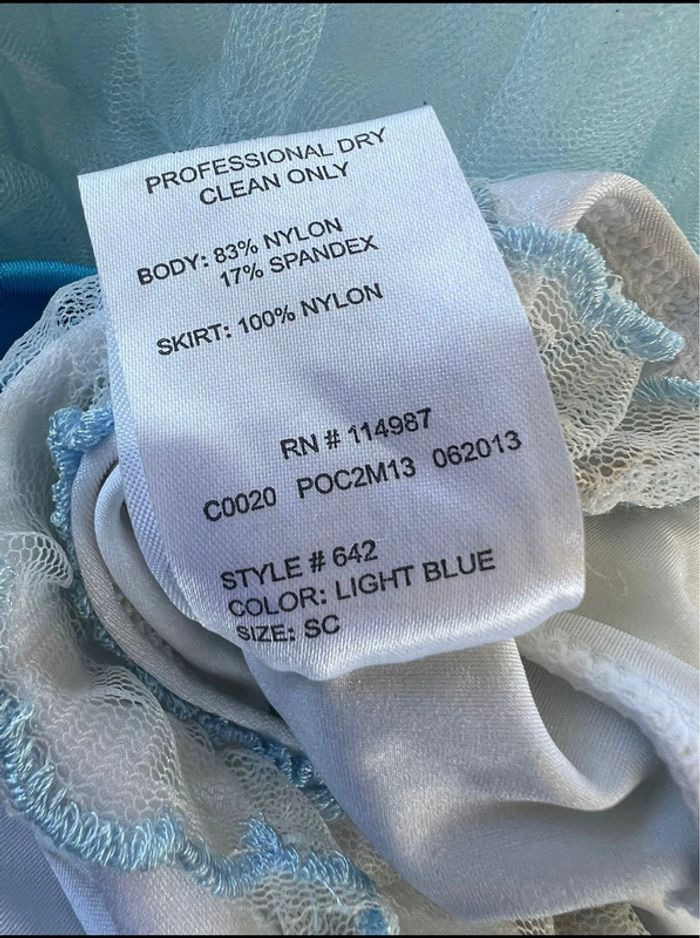 PROFESSIONAL DRY
CLEAN ONLY
BODY: 83% NYLON
17% SPANDEX
SKIRT: 100% NYLON
RN # 114987
C0020 POC2M13 062013
STYLE # 642
COLOR: LIGHT BLUE
SIZE: SC